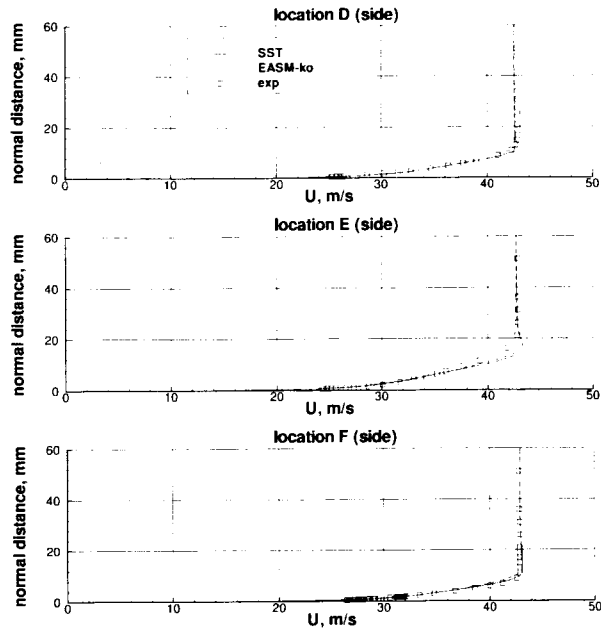 location D (side)
60
40
20
0
normal distance, mm
SST
EASM-ko
exp
0 10 20 30 40 50
U, m/s
location E (side)
60
40
20
0
normal distance, mm
0 10 20 30 40 50
U, m/s
location F (side)
60
40
20
0
normal distance, mm
0 10 20 30 40 50
U, m/s